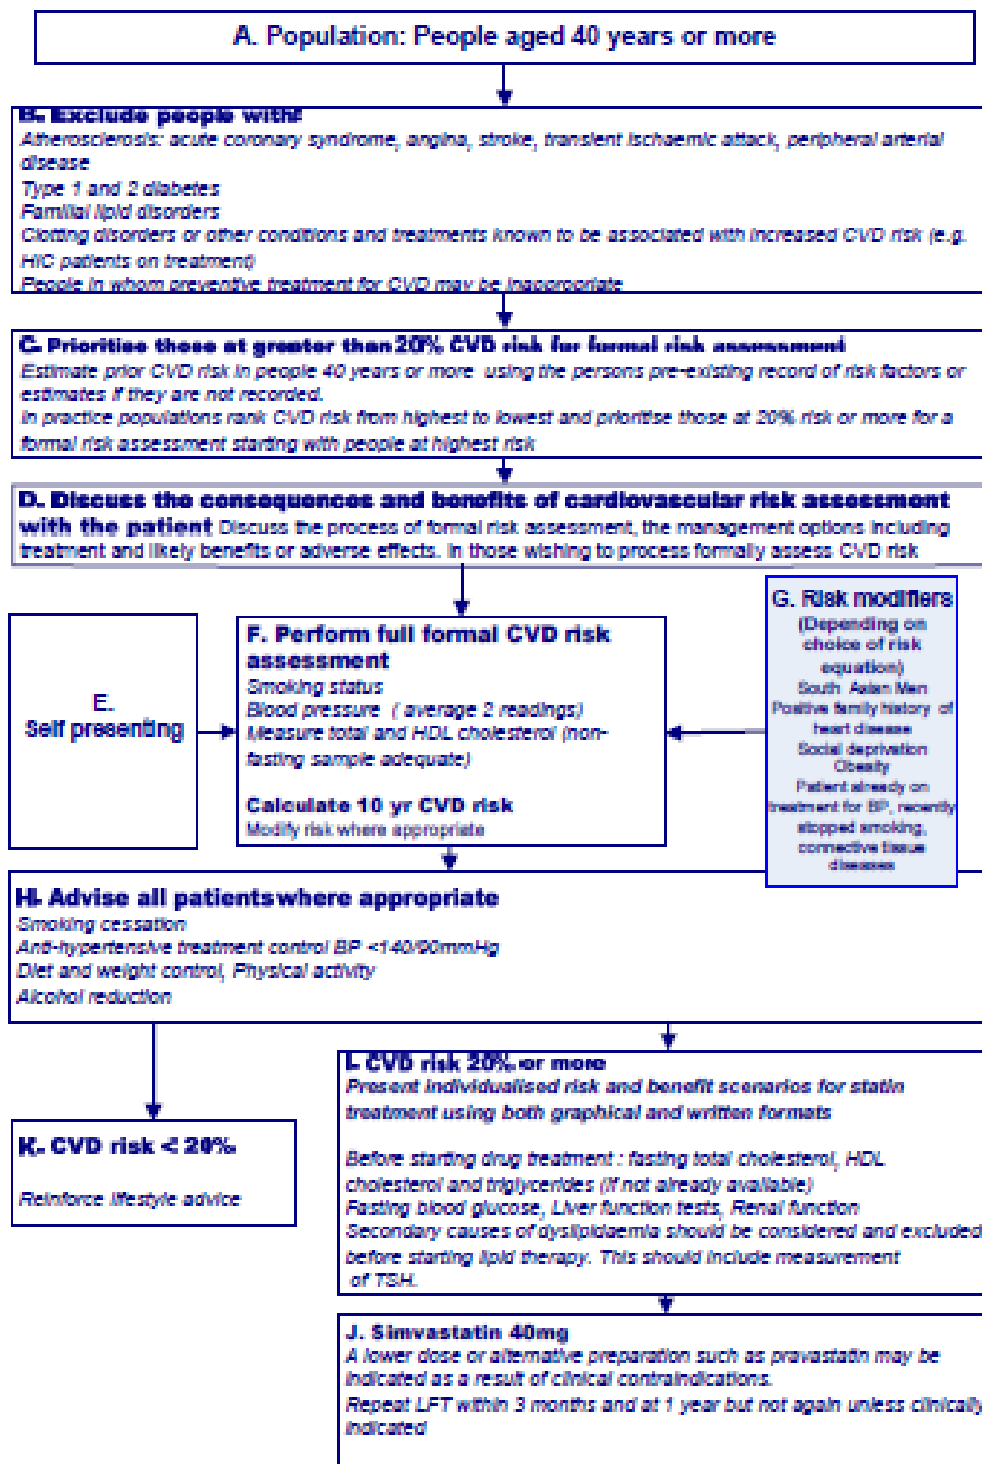 A. Population: People aged 40 years or more
B. Exclude people with:
Atherosclerosis: acute coronary syndrome, angina, stroke, transient ischaemic attack, peripheral arterial
disease
Type 1 and 2 diabetes
Familial lipid disorders
Clotting disorders or other conditions and treatments known to be associated with increased CVD risk (e.g.
HIC patients on treatment)
People in whom preventive treatment for CVD may be inappropriate
C. Prioritise those at greater than 20% CVD risk for formal risk assessment
Estimate prior CVD risk in people 40 years or more using the persons pre-existing record of risk factors or
estimates if they are not recorded.
In practice populations rank CVD risk from highest to lowest and prioritise those at 20% risk or more for a
formal risk assessment starting with people at highest risk
D. Discuss the consequences and benefits of cardiovascular risk assessment
with the patient Discuss the process of formal risk assessment, the management options including
treatment and likely benefits or adverse effects. In those wishing to process formally assess CVD risk
E.
Self presenting
F. Perform full formal CVD risk
assessment
Smoking status
Blood pressure ( average 2 readings)
Measure total and HDL cholesterol (non-
fasting sample adequate)
Calculate 10 yr CVD risk
Modify risk where appropriate
G. Risk modifiers
(Depending on
choice of risk
equation)
South Asian Men
Positive family history of
heart disease
Social deprivation
Obesity
Patient already on
treatment for BP, recently
stopped smoking,
connective tissue
diseases
H. Advise all patients where appropriate
Smoking cessation
Anti-hypertensive treatment control BP <140/90mmHg
Diet and weight control, Physical activity
Alcohol reduction
I. CVD risk 20% or more
Present individualised risk and benefit scenarios for statin
treatment using both graphical and written formats
Before starting drug treatment : fasting total cholesterol, HDL
cholesterol and triglycerides (if not already available)
Fasting blood glucose, Liver function tests, Renal function
Secondary causes of dyslipidaemia should be considered and excluded
before starting lipid therapy. This should include measurement
of TSH.
K. CVD risk < 20%
Reinforce lifestyle advice
J. Simvastatin 40mg
A lower dose or alternative preparation such as pravastatin may be
indicated as a result of clinical contraindications.
Repeat LFT within 3 months and at 1 year but not again unless clinically
indicated